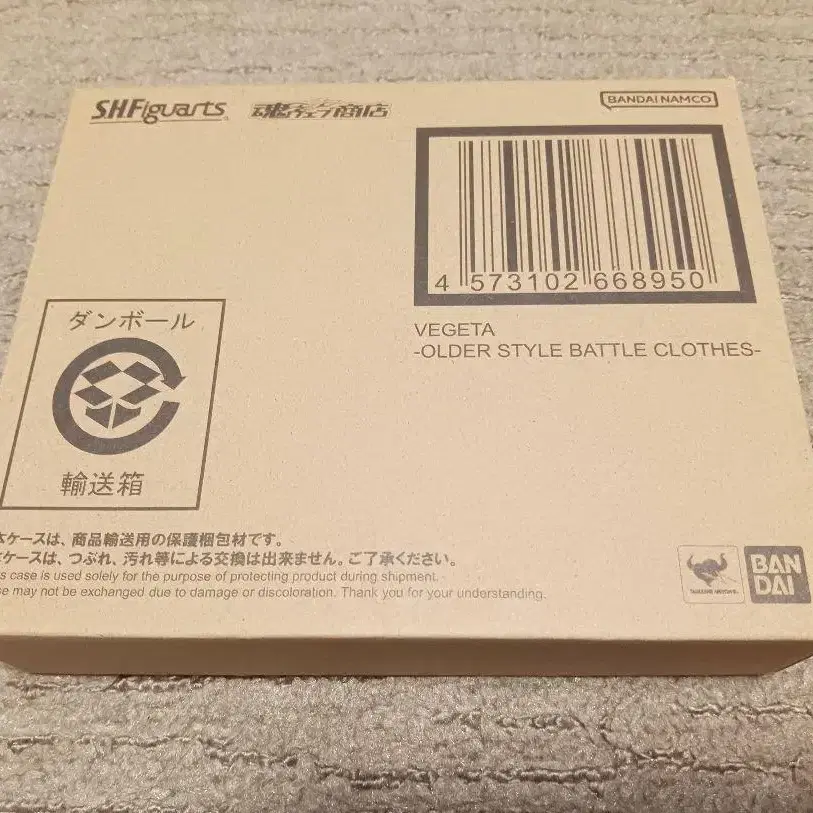 S.H.Figuarts 魂ウェブ商店
BANDAI NAMCO
4 573102 668950
VEGETA
-OLDER STYLE BATTLE CLOTHES-
ダンボール
輸送箱
本ケースは、商品輸送用の保護梱包材です。
ケースは、つぶれ、汚れ等による交換は出来ません。ご了承ください。
s case is used solely for the purpose of protecting product during shipment.
se may not be exchanged due to damage or discoloration. Thank you for your understanding.
BAN
DAI